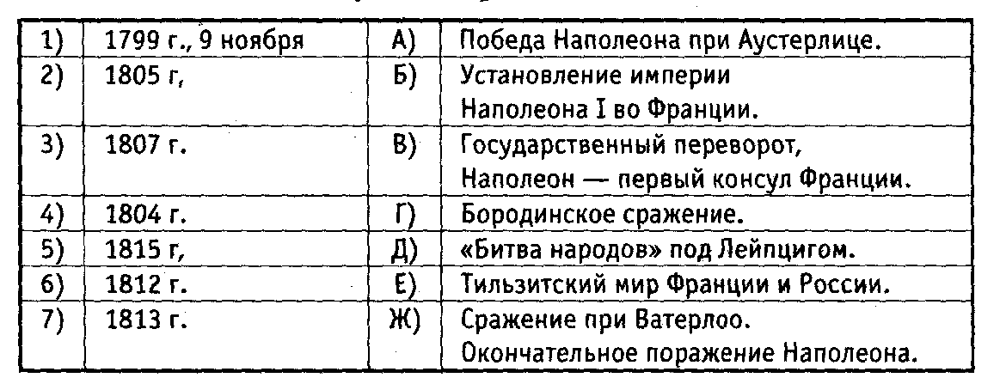 1) 1799 г., 9 ноября А) Победа Наполеона при Аустерлице.
2) 1805 г, Б) Установление империи
Наполеона I во Франции.
3) 1807 г. В) Государственный переворот,
Наполеон — первый консул Франции.
4) 1804 г. Г) Бородинское сражение.
5) 1815 г, Д) «Битва народов» под Лейпцигом.
6) 1812 г. Е) Тильзитский мир Франции и России.
7) 1813 г. Ж) Сражение при Ватерлоо.
Окончательное поражение Наполеона.